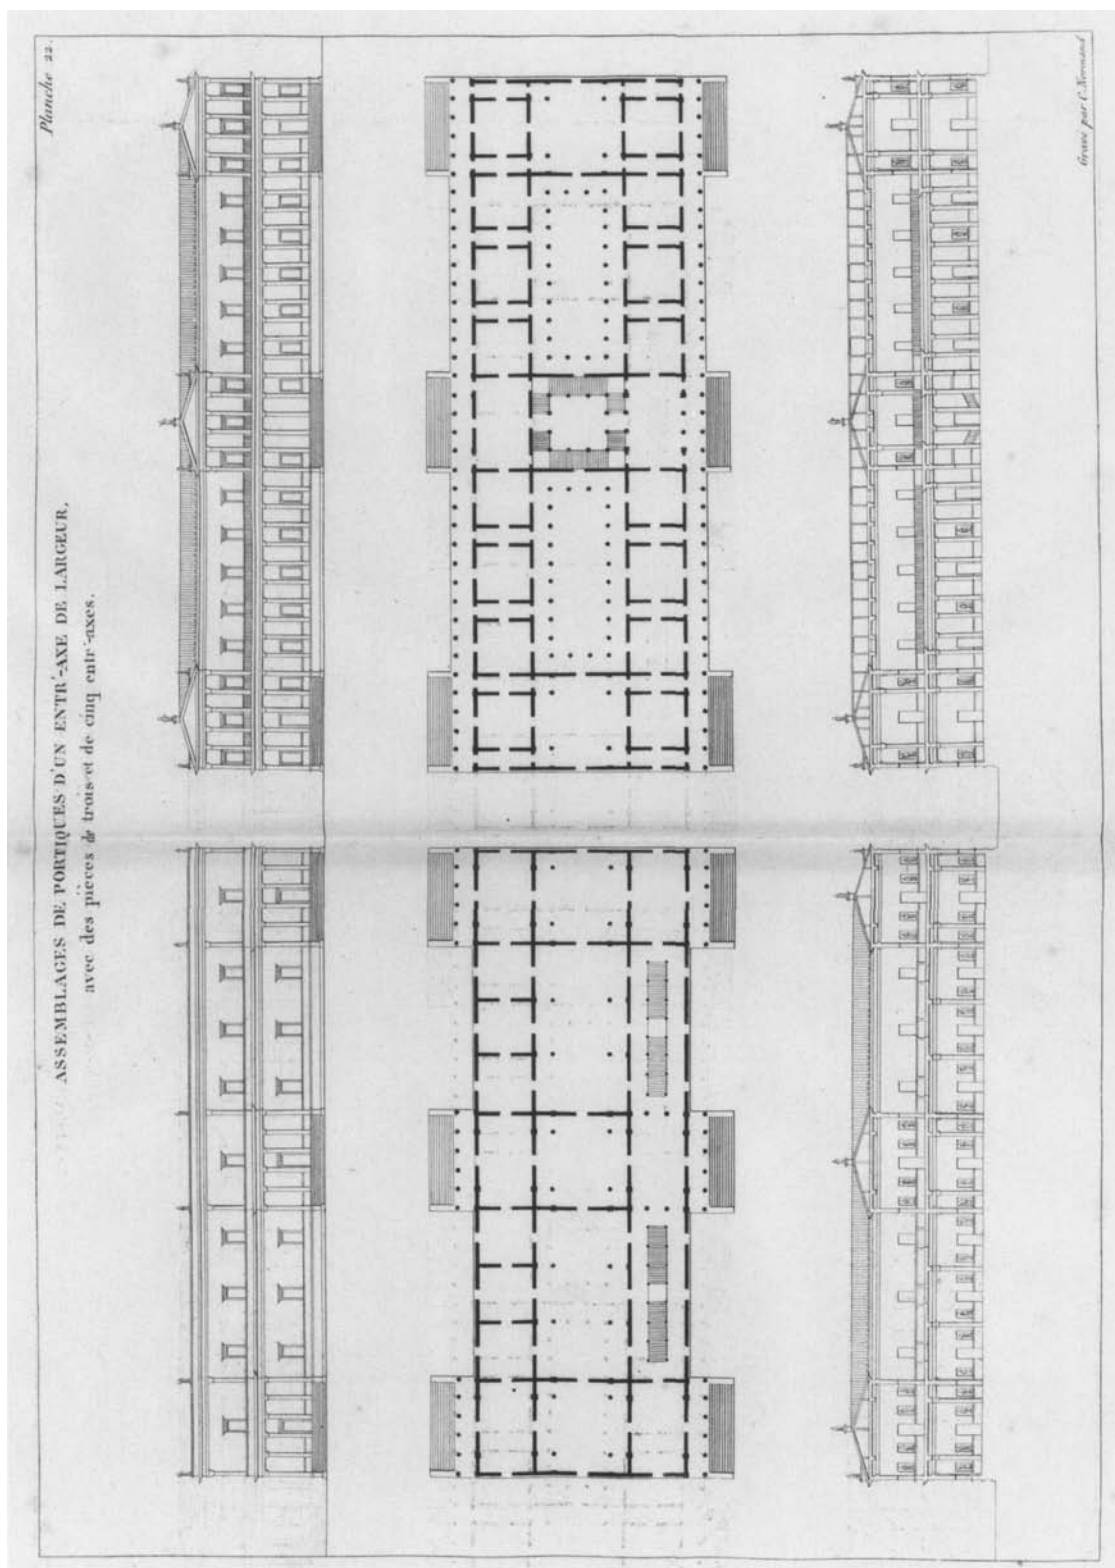 Planche 22.
ASSEMBLAGES DE PORTIQUES D'UN ENTR'-AXE DE LARGEUR,
avec des pièces de trois et de cinq entr'-axes.
Gravé par C. Normand